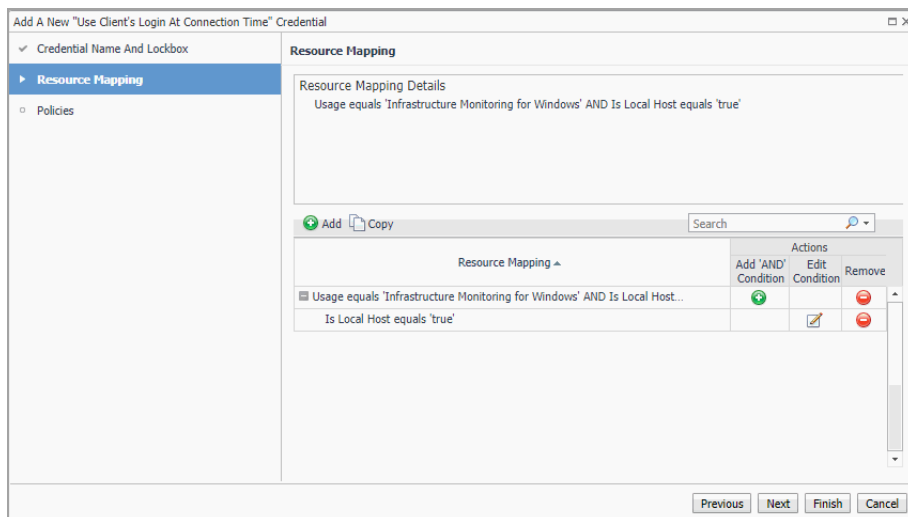 Add A New "Use Client's Login At Connection Time" Credential
Credential Name And Lockbox
Resource Mapping
Policies
Resource Mapping
Resource Mapping Details
Usage equals 'Infrastructure Monitoring for Windows' AND Is Local Host equals 'true'
Add Copy Search
Resource Mapping Actions
Add 'AND' Condition Edit Condition Remove
Usage equals 'Infrastructure Monitoring for Windows' AND Is Local Host...
Is Local Host equals 'true'
Previous Next Finish Cancel